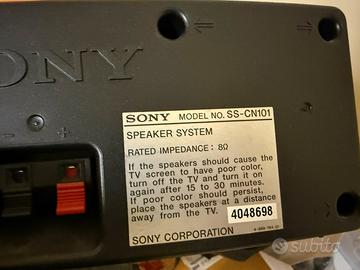 SONY
SONY MODEL NO. SS-CN101
SPEAKER SYSTEM
RATED IMPEDANCE : 8Ω
If the speakers should cause the
TV screen to have poor color,
turn off the TV and turn it on
again after 15 to 30 minutes.
If poor color should persist,
place the speakers at a distance
away from the TV. 4048698
SONY CORPORATION
- +
subito